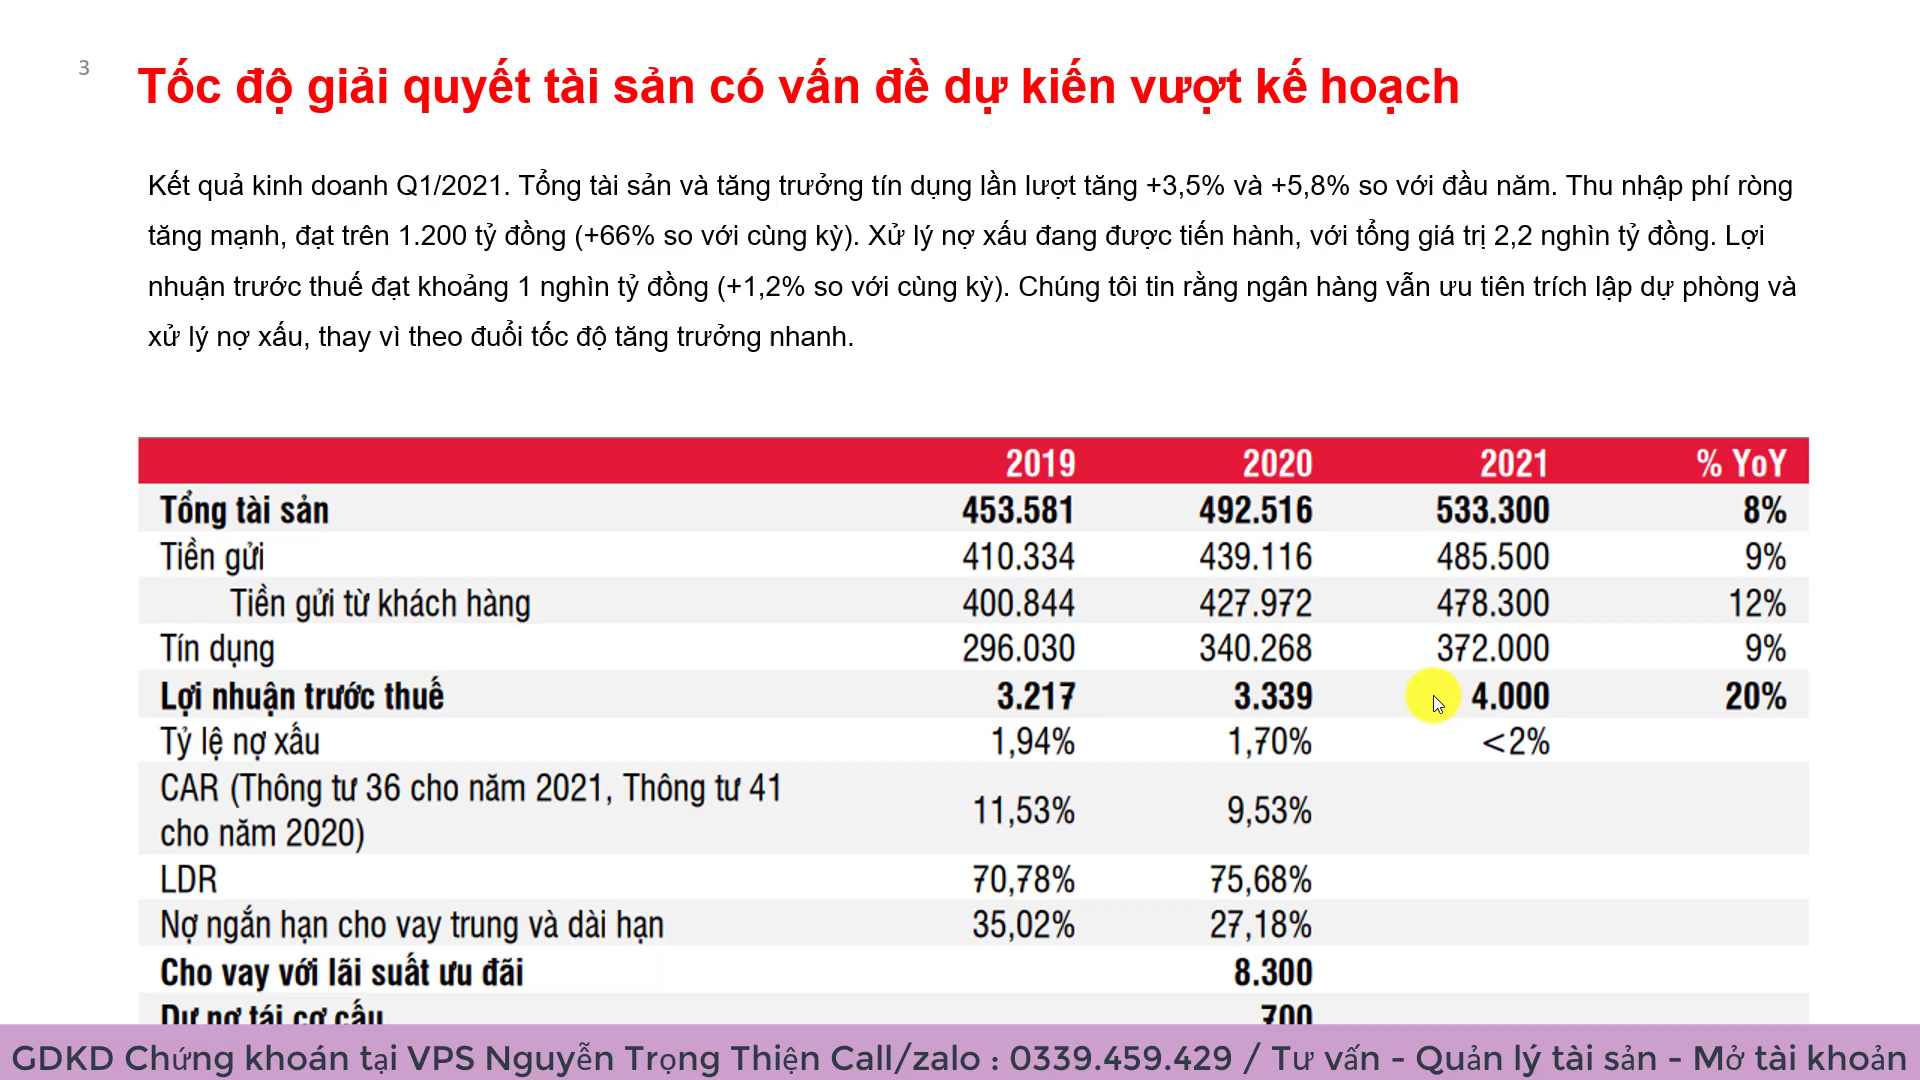 3
Tốc độ giải quyết tài sản có vấn đề dự kiến vượt kế hoạch
Kết quả kinh doanh Q1/2021. Tổng tài sản và tăng trưởng tín dụng lần lượt tăng +3,5% và +5,8% so với đầu năm. Thu nhập phí ròng
tăng mạnh, đạt trên 1.200 tỷ đồng (+66% so với cùng kỳ). Xử lý nợ xấu đang được tiến hành, với tổng giá trị 2,2 nghìn tỷ đồng. Lợi
nhuận trước thuế đạt khoảng 1 nghìn tỷ đồng (+1,2% so với cùng kỳ). Chúng tôi tin rằng ngân hàng vẫn ưu tiên trích lập dự phòng và
xử lý nợ xấu, thay vì theo đuổi tốc độ tăng trưởng nhanh.
2019 2020 2021 % YoY
Tổng tài sản 453.581 492.516 533.300 8%
Tiền gửi 410.334 439.116 485.500 9%
Tiền gửi từ khách hàng 400.844 427.972 478.300 12%
Tín dụng 296.030 340.268 372.000 9%
Lợi nhuận trước thuế 3.217 3.339 4.000 20%
Tỷ lệ nợ xấu 1,94% 1,70% <2%
CAR (Thông tư 36 cho năm 2021, Thông tư 41
cho năm 2020) 11,53% 9,53%
LDR 70,78% 75,68%
Nợ ngắn hạn cho vay trung và dài hạn 35,02% 27,18%
Cho vay với lãi suất ưu đãi 8.300
Dư nợ tái cơ cấu 700
GDKD Chứng khoán tại VPS Nguyễn Trọng Thiện Call/zalo : 0339.459.429 / Tư vấn - Quản lý tài sản - Mở tài khoản